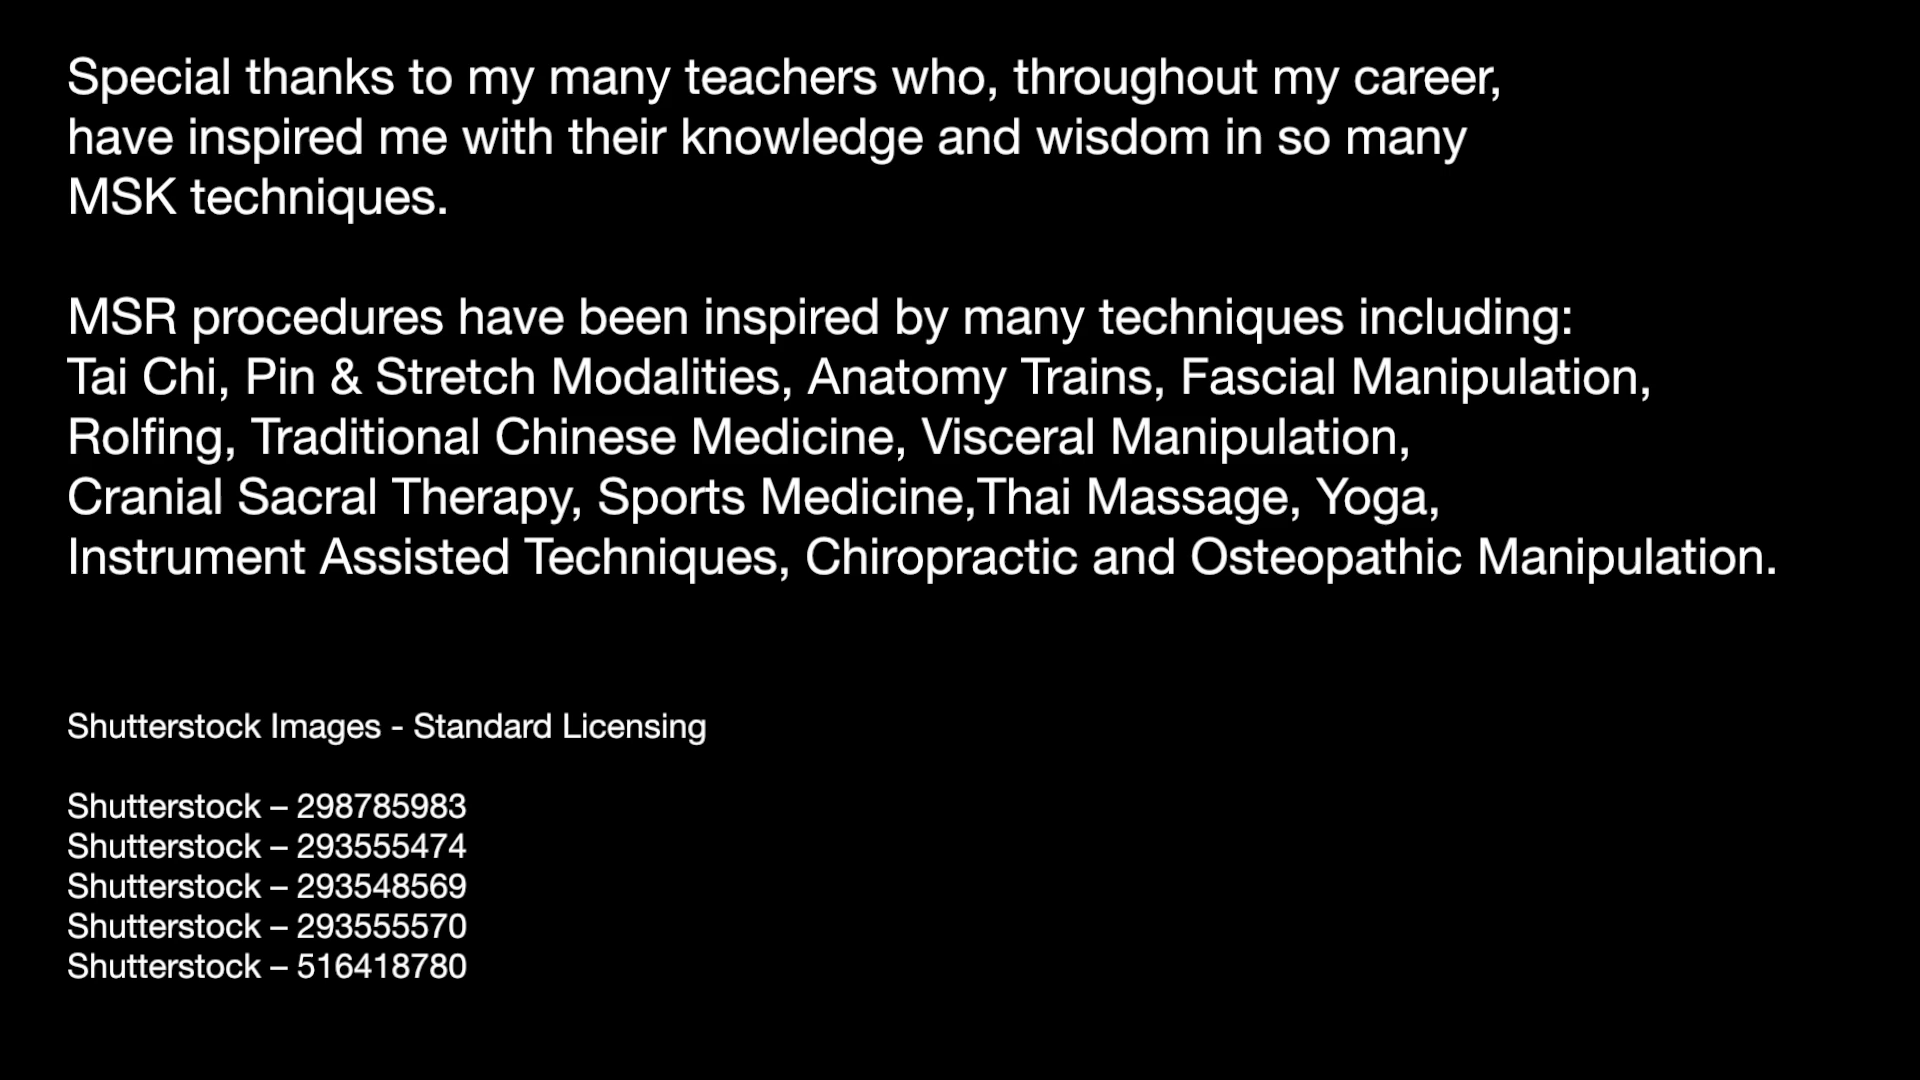 Special thanks to my many teachers who, throughout my career,
have inspired me with their knowledge and wisdom in so many
MSK techniques.
MSR procedures have been inspired by many techniques including:
Tai Chi, Pin & Stretch Modalities, Anatomy Trains, Fascial Manipulation,
Rolfing, Traditional Chinese Medicine, Visceral Manipulation,
Cranial Sacral Therapy, Sports Medicine,Thai Massage, Yoga,
Instrument Assisted Techniques, Chiropractic and Osteopathic Manipulation.
Shutterstock Images - Standard Licensing
Shutterstock – 298785983
Shutterstock – 293555474
Shutterstock – 293548569
Shutterstock – 293555570
Shutterstock – 516418780